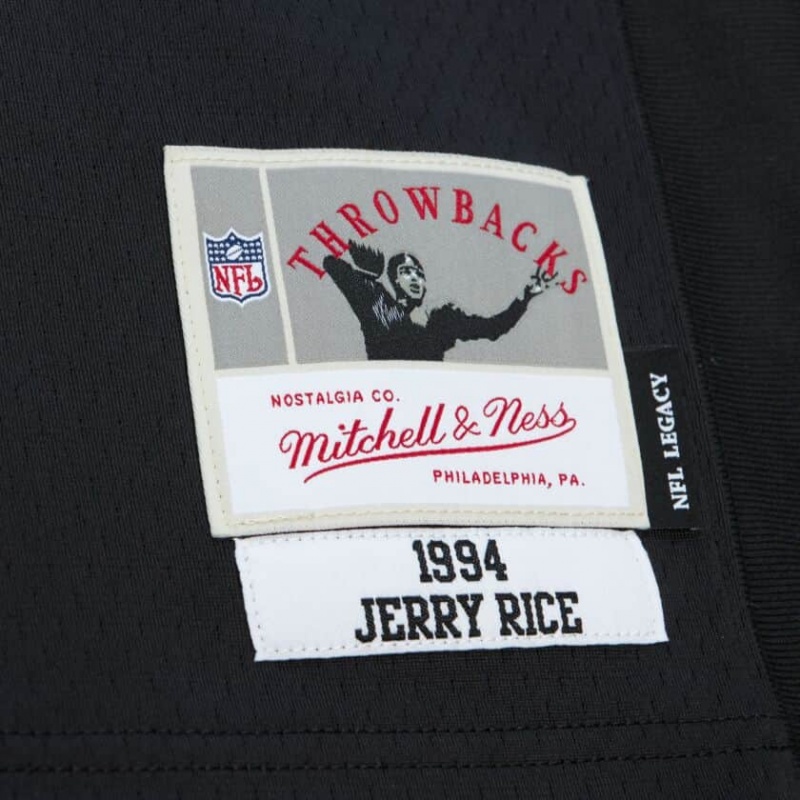 THROWBACKS
NFL
NOSTALGIA CO.
Mitchell & Ness
PHILADELPHIA, PA.
NFL LEGACY
1994
JERRY RICE